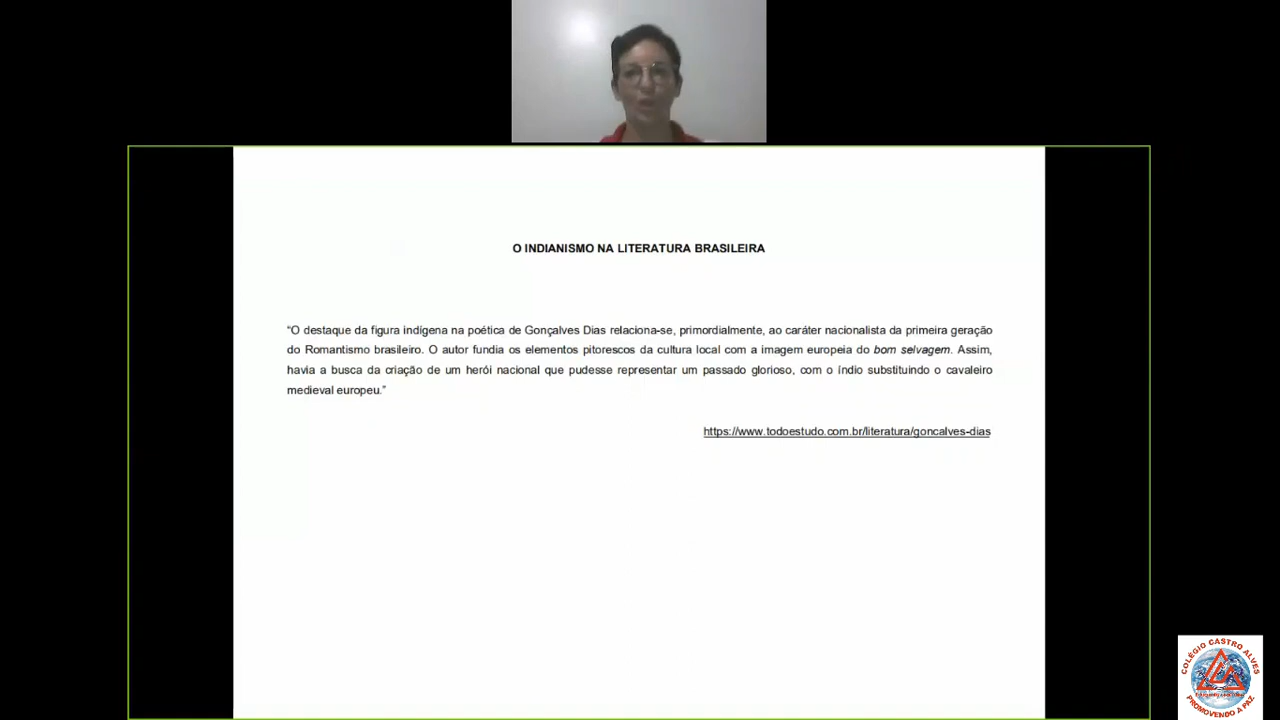 O INDIANISMO NA LITERATURA BRASILEIRA
“O destaque da figura indígena na poética de Gonçalves Dias relaciona-se, primordialmente, ao caráter nacionalista da primeira geração
do Romantismo brasileiro. O autor fundia os elementos pitorescos da cultura local com a imagem europeia do bom selvagem. Assim,
havia a busca da criação de um herói nacional que pudesse representar um passado glorioso, com o índio substituindo o cavaleiro
medieval europeu.”
https://www.todoestudo.com.br/literatura/goncalves-dias
COLÉGIO CASTRO ALVES
PROMOVENDO A PAZ